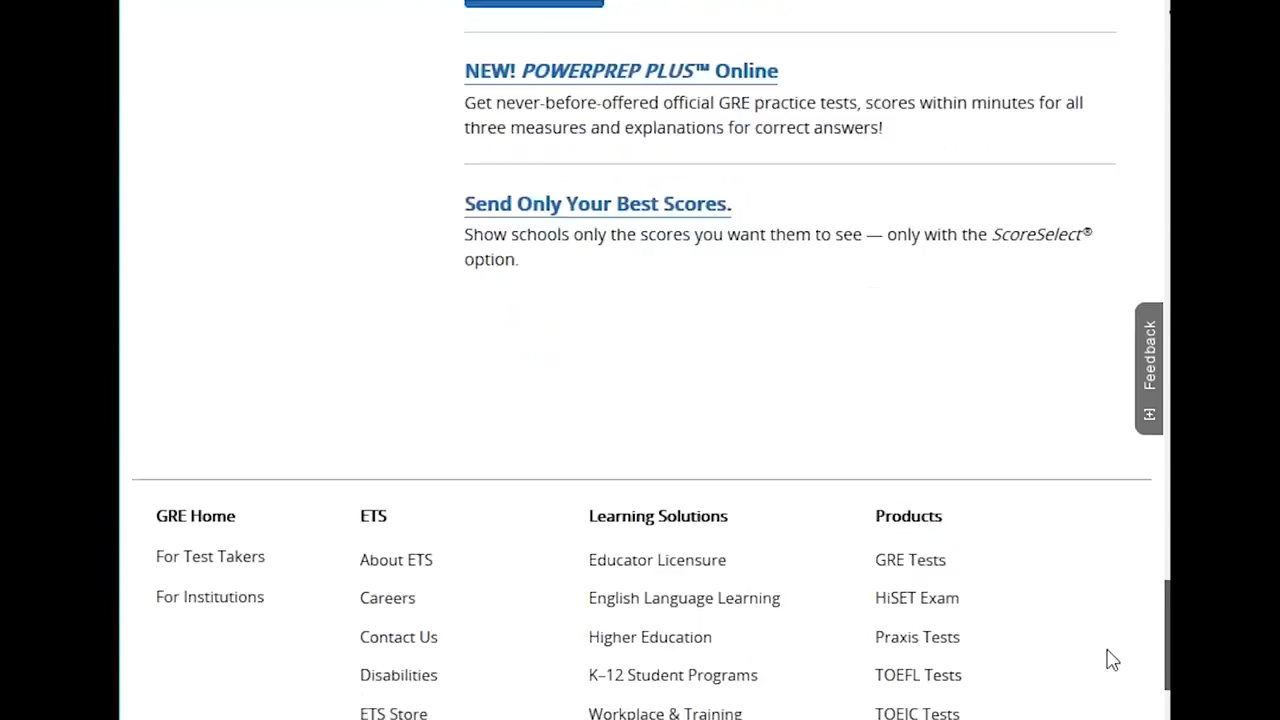 NEW! POWERPREP PLUS™ Online
Get never-before-offered official GRE practice tests, scores within minutes for all
three measures and explanations for correct answers!
Send Only Your Best Scores.
Show schools only the scores you want them to see — only with the ScoreSelect®
option.
[+] Feedback
GRE Home
For Test Takers
For Institutions
ETS
About ETS
Careers
Contact Us
Disabilities
ETS Store
Learning Solutions
Educator Licensure
English Language Learning
Higher Education
K–12 Student Programs
Workplace & Training
Products
GRE Tests
HiSET Exam
Praxis Tests
TOEFL Tests
TOEIC Tests